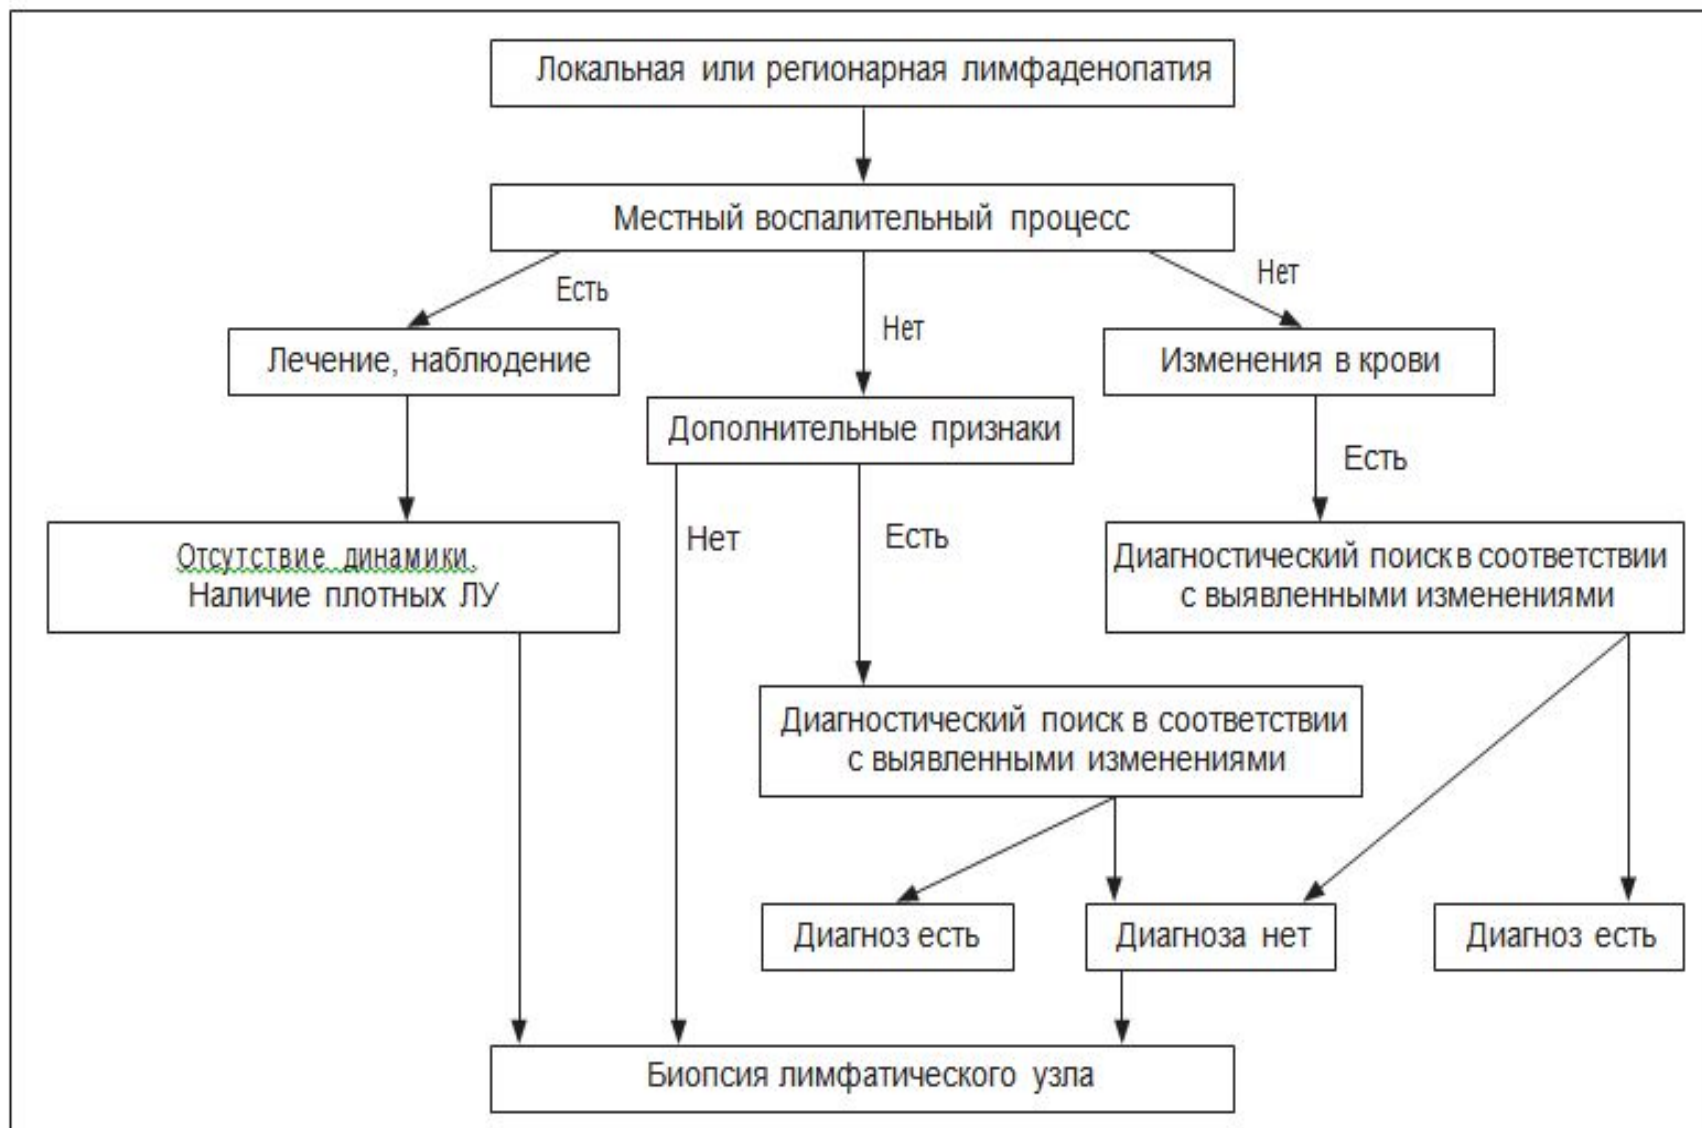 Локальная или регионарная лимфаденопатия
Местный воспалительный процесс
Есть
Нет
Нет
Лечение, наблюдение
Дополнительные признаки
Изменения в крови
Есть
Отсутствие динамики.
Наличие плотных ЛУ
Нет
Есть
Диагностический поиск в соответствии
с выявленными изменениями
Диагностический поиск в соответствии
с выявленными изменениями
Диагноз есть
Диагноза нет
Диагноз есть
Биопсия лимфатического узла